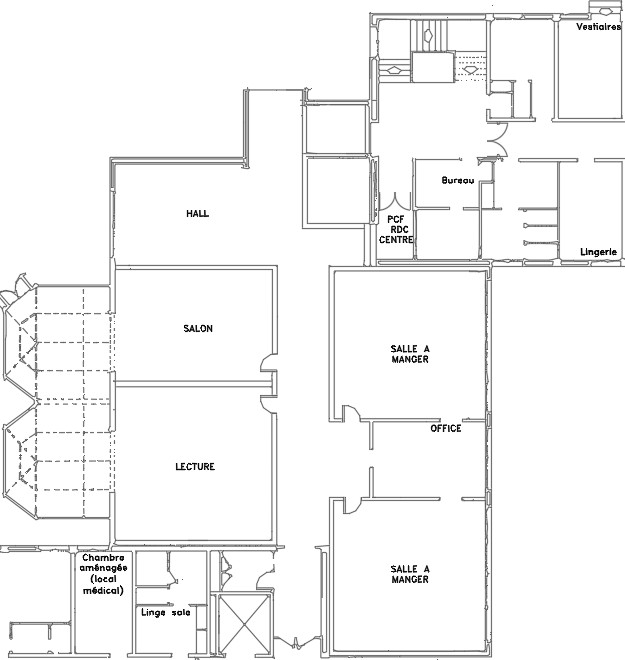 Vestiaires
Bureau
HALL
PCF
RDC
CENTRE
Lingerie
SALON
SALLE A
MANGER
OFFICE
LECTURE
Chambre
aménagée
(local
médical)
SALLE A
MANGER
Linge sale